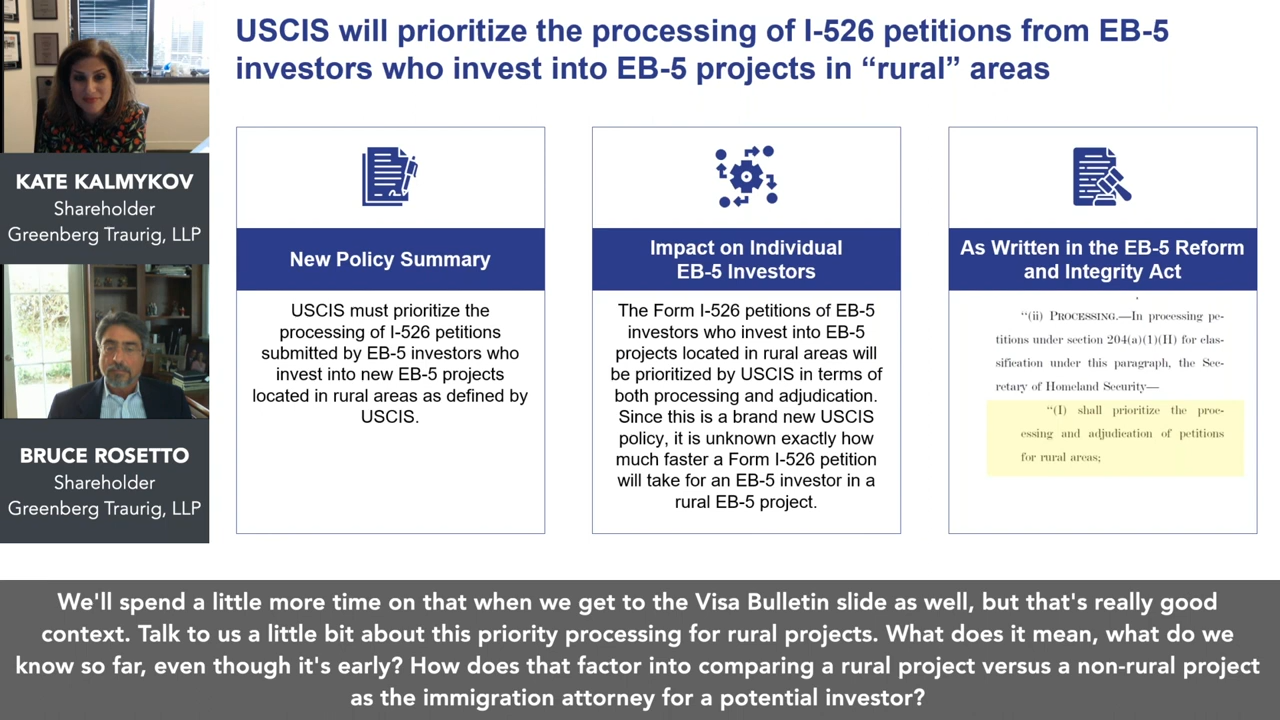 USCIS will prioritize the processing of I-526 petitions from EB-5
investors who invest into EB-5 projects in “rural” areas
KATE KALMYKOV
Shareholder
Greenberg Traurig, LLP
BRUCE ROSETTO
Shareholder
Greenberg Traurig, LLP
New Policy Summary
USCIS must prioritize the
processing of I-526 petitions
submitted by EB-5 investors who
invest into new EB-5 projects
located in rural areas as defined by
USCIS.
Impact on Individual
EB-5 Investors
The Form I-526 petitions of EB-5
investors who invest into EB-5
projects located in rural areas will
be prioritized by USCIS in terms of
both processing and adjudication.
Since this is a brand new USCIS
policy, it is unknown exactly how
much faster a Form I-526 petition
will take for an EB-5 investor in a
rural EB-5 project.
As Written in the EB-5 Reform
and Integrity Act
‘‘(ii) PROCESSING.—In processing pe-
titions under section 204(a)(1)(H) for clas-
sification under this paragraph, the Sec-
retary of Homeland Security—
‘‘(I) shall prioritize the proc-
essing and adjudication of petitions
for rural areas;
We'll spend a little more time on that when we get to the Visa Bulletin slide as well, but that's really good
context. Talk to us a little bit about this priority processing for rural projects. What does it mean, what do we
know so far, even though it's early? How does that factor into comparing a rural project versus a non-rural project
as the immigration attorney for a potential investor?